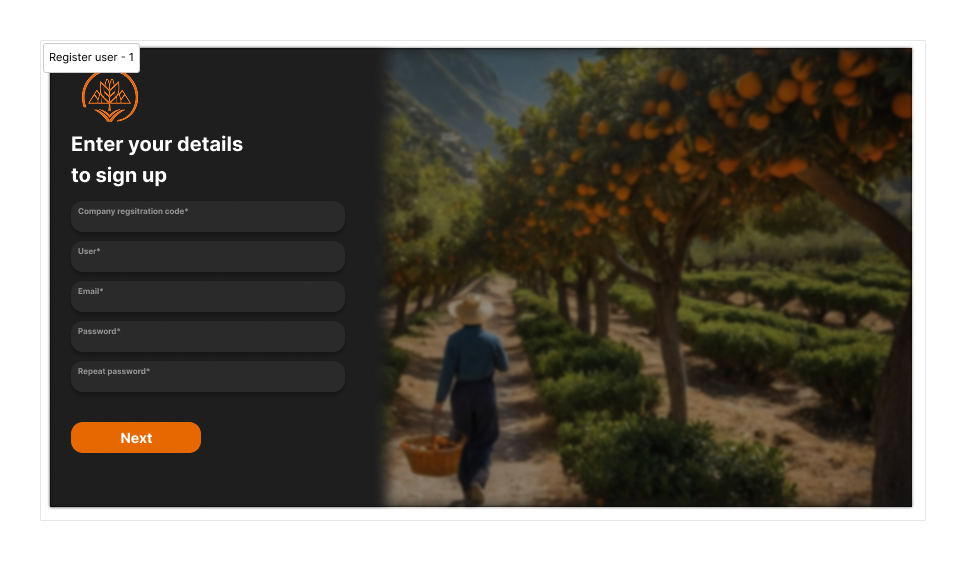 Register user - 1
Enter your details
to sign up
Company regsitration code*
User*
Email*
Password*
Repeat password*
Next